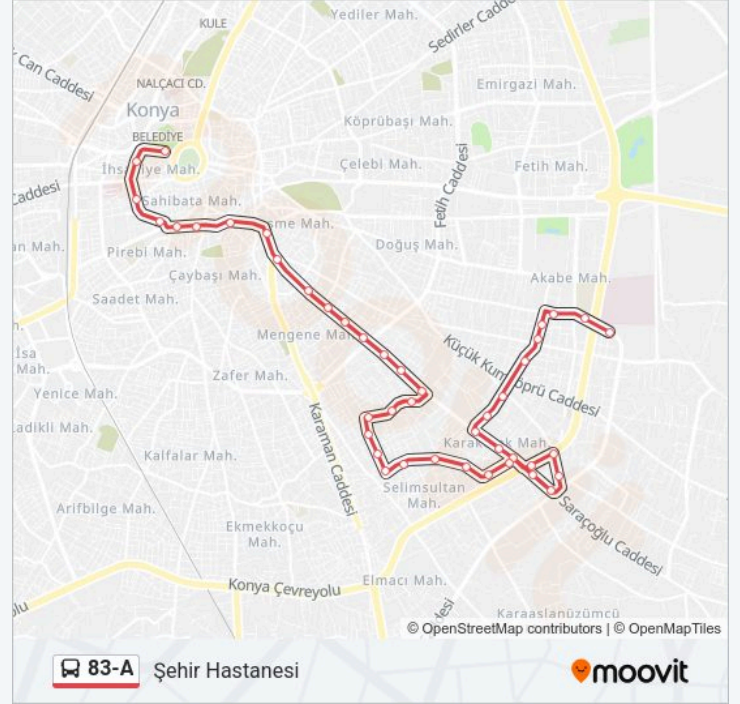 Yediler Mah.
KULE
Sedirler Cadde
Can Caddesi
NALÇACI CD.
Emirgazi Mah.
Konya
Köprübaşı Mah.
BELEDİYE
Çelebi Mah.
Fetih Mah.
Fetih Caddesi
Caddesi
Sahibata Mah.
Doğuş Mah.
an Mah.
Pirebi Mah.
Çaybaşı Mah.
Akabe Mah.
Saadet Mah.
Mengene Mah.
Küçük Kumköprü Caddesi
İsa
Mah.
Zafer Mah.
Yenice Mah.
Karaman Caddesi
Kalfalar Mah.
Selimsultan
Mah.
Arifbilge Mah.
Ekmekkoçu
Mah.
Saraçoğlu Caddesi
Konya Çevreyolu
Elmacı Mah.
Karaaslanüzümcü
© OpenStreetMap contributors | © OpenMapTiles
83-A Şehir Hastanesi
moovit